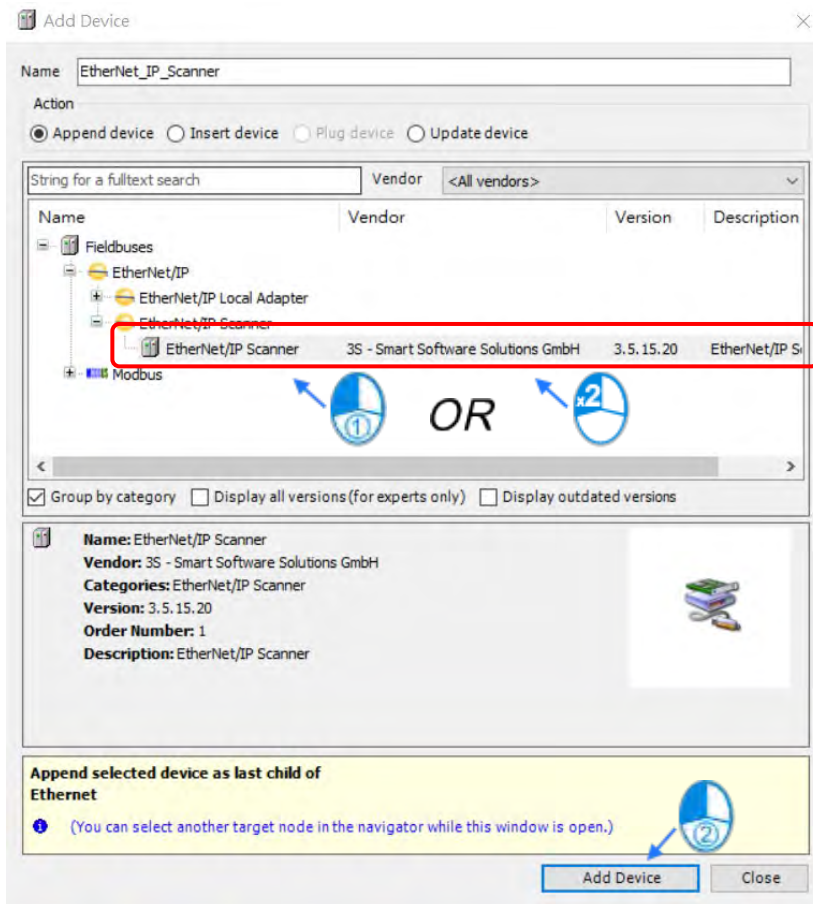 Add Device
Name EtherNet_IP_Scanner
Action
Append device Insert device Plug device Update device
String for a fulltext search Vendor <All vendors>
Name Vendor Version Description
Fieldbuses
EtherNet/IP
EtherNet/IP Local Adapter
EtherNet/IP Scanner
EtherNet/IP Scanner 3S - Smart Software Solutions GmbH 3.5.15.20 EtherNet/IP S
Modbus
1 OR x2
Group by category Display all versions (for experts only) Display outdated versions
Name: EtherNet/IP Scanner
Vendor: 3S - Smart Software Solutions GmbH
Categories: EtherNet/IP Scanner
Version: 3.5.15.20
Order Number: 1
Description: EtherNet/IP Scanner
Append selected device as last child of
Ethernet
(You can select another target node in the navigator while this window is open.)
2
Add Device Close